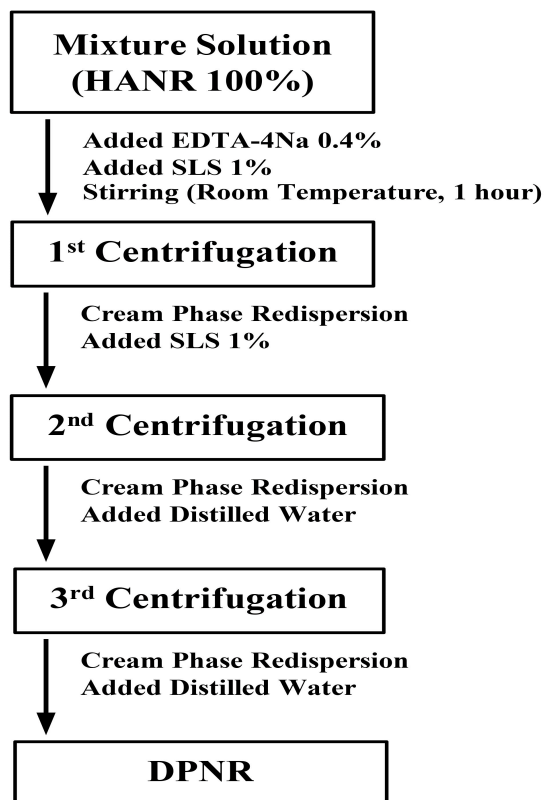 Mixture Solution
(HANR 100%)
Added EDTA-4Na 0.4%
Added SLS 1%
Stirring (Room Temperature, 1 hour)
1st Centrifugation
Cream Phase Redispersion
Added SLS 1%
2nd Centrifugation
Cream Phase Redispersion
Added Distilled Water
3rd Centrifugation
Cream Phase Redispersion
Added Distilled Water
DPNR